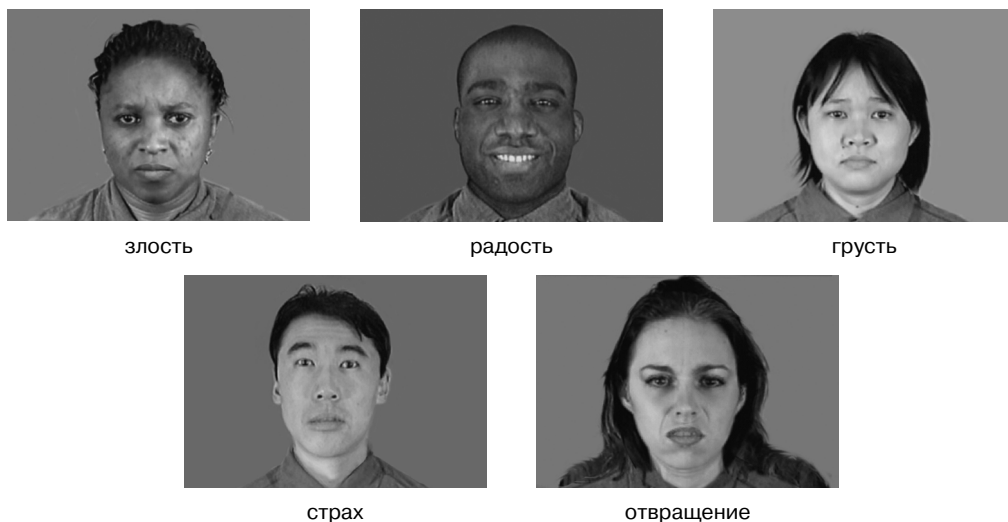 злость
радость
грусть
страх
отвращение